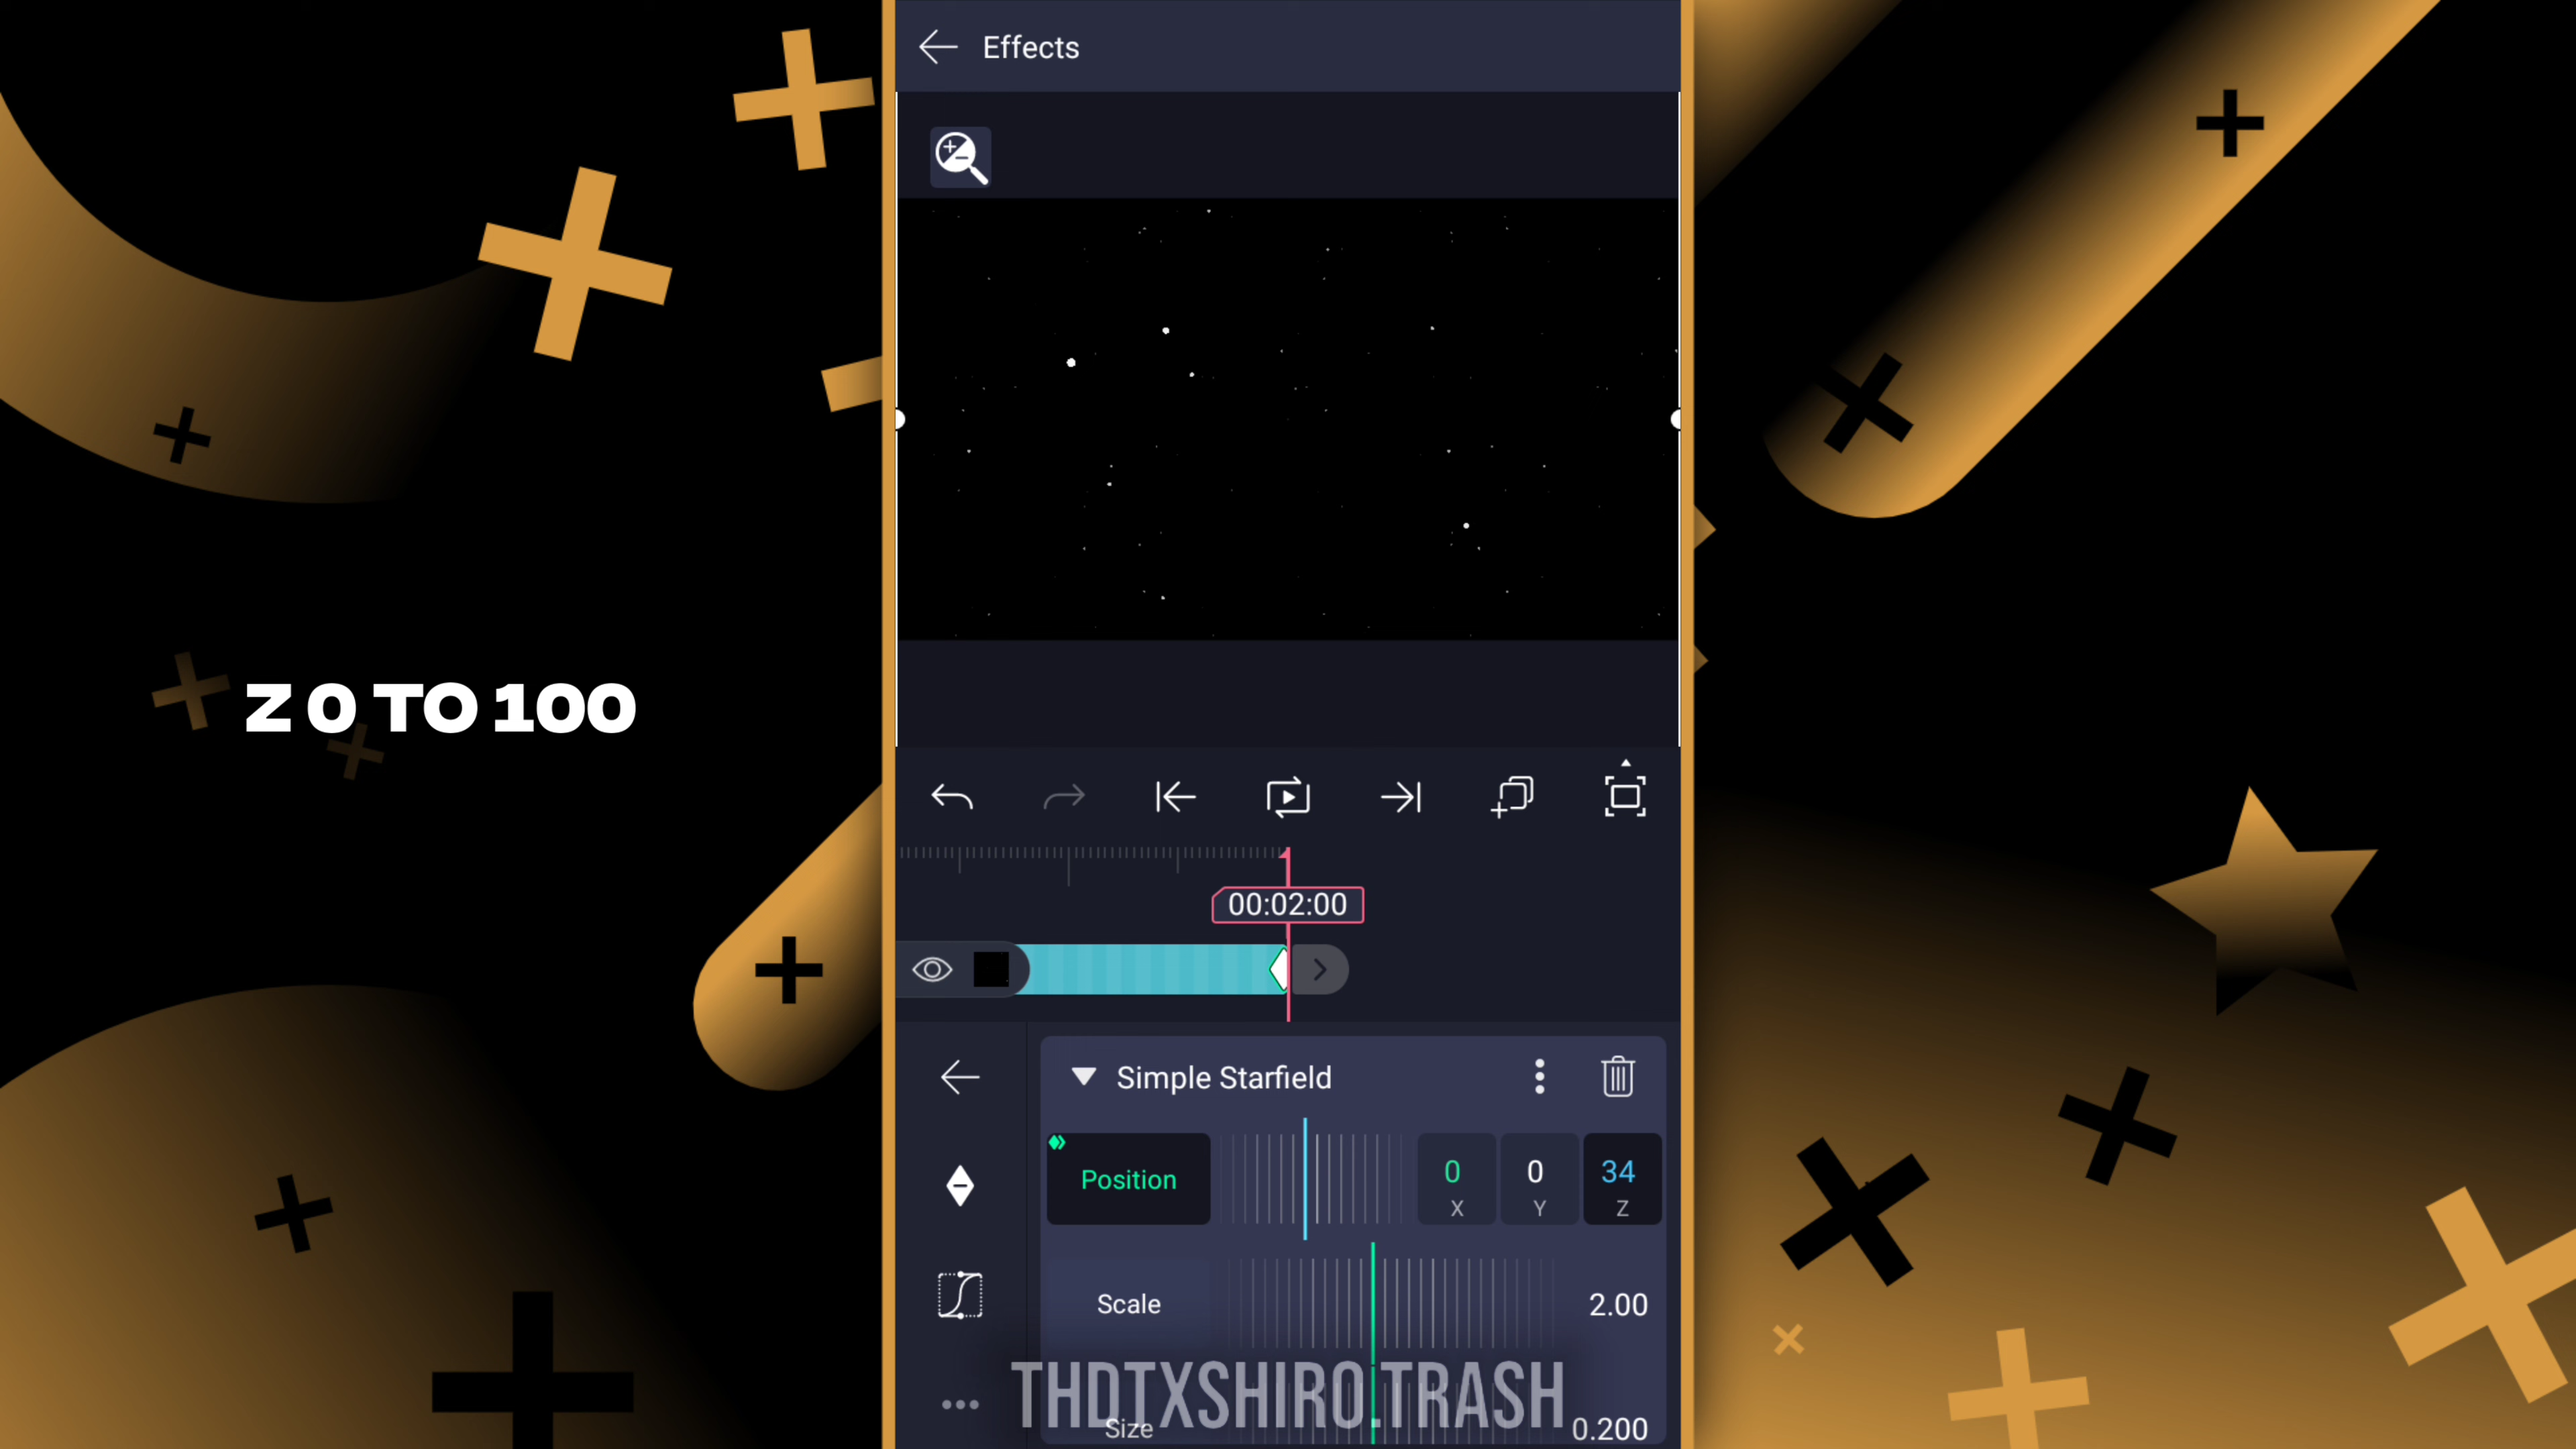 Effects
Z 0 TO 100
00:02:00
Simple Starfield
Position
0
0
34
X
Y
Z
Scale
2.00
THDTXSHIRO.TRASH
Size
0.200